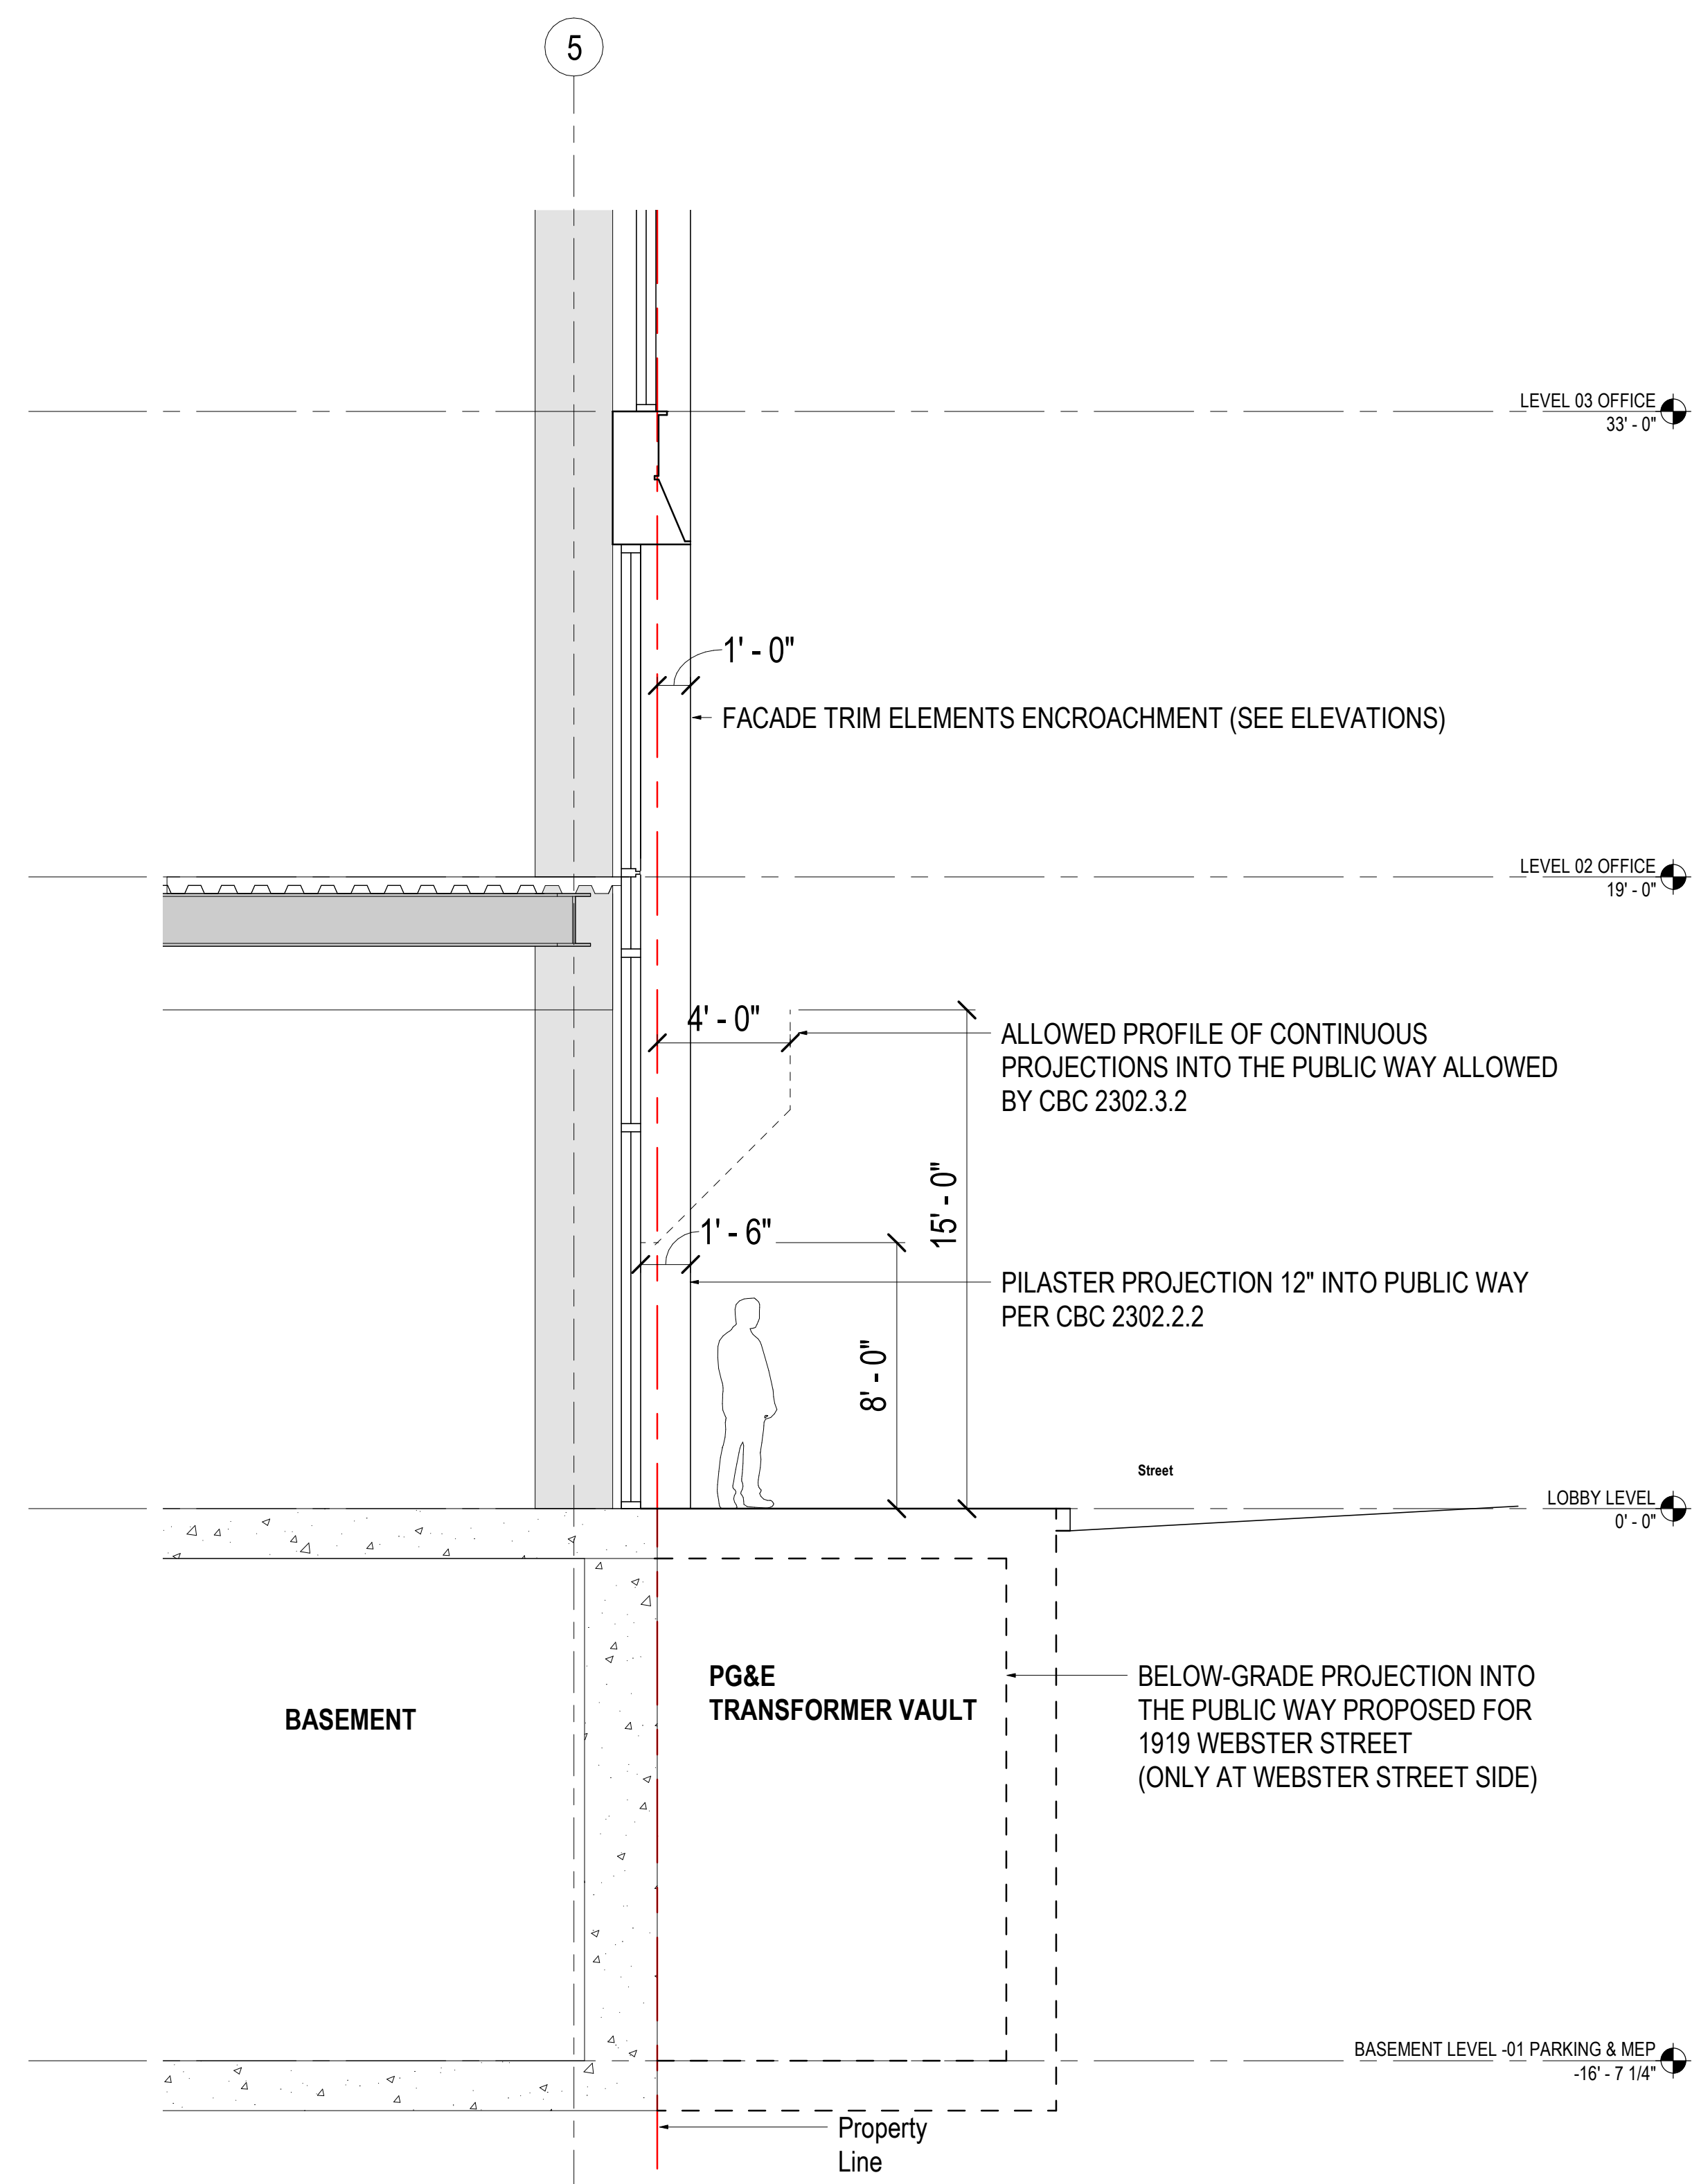 5
LEVEL 03 OFFICE
33' - 0"
1' - 0"
FACADE TRIM ELEMENTS ENCROACHMENT (SEE ELEVATIONS)
LEVEL 02 OFFICE
19' - 0"
4' - 0"
ALLOWED PROFILE OF CONTINUOUS
PROJECTIONS INTO THE PUBLIC WAY ALLOWED
BY CBC 2302.3.2
15' - 0"
1' - 6"
PILASTER PROJECTION 12" INTO PUBLIC WAY
PER CBC 2302.2.2
8' - 0"
Street
LOBBY LEVEL
0' - 0"
BASEMENT
PG&E
TRANSFORMER VAULT
BELOW-GRADE PROJECTION INTO
THE PUBLIC WAY PROPOSED FOR
1919 WEBSTER STREET
(ONLY AT WEBSTER STREET SIDE)
BASEMENT LEVEL -01 PARKING & MEP
-16' - 7 1/4"
Property
Line